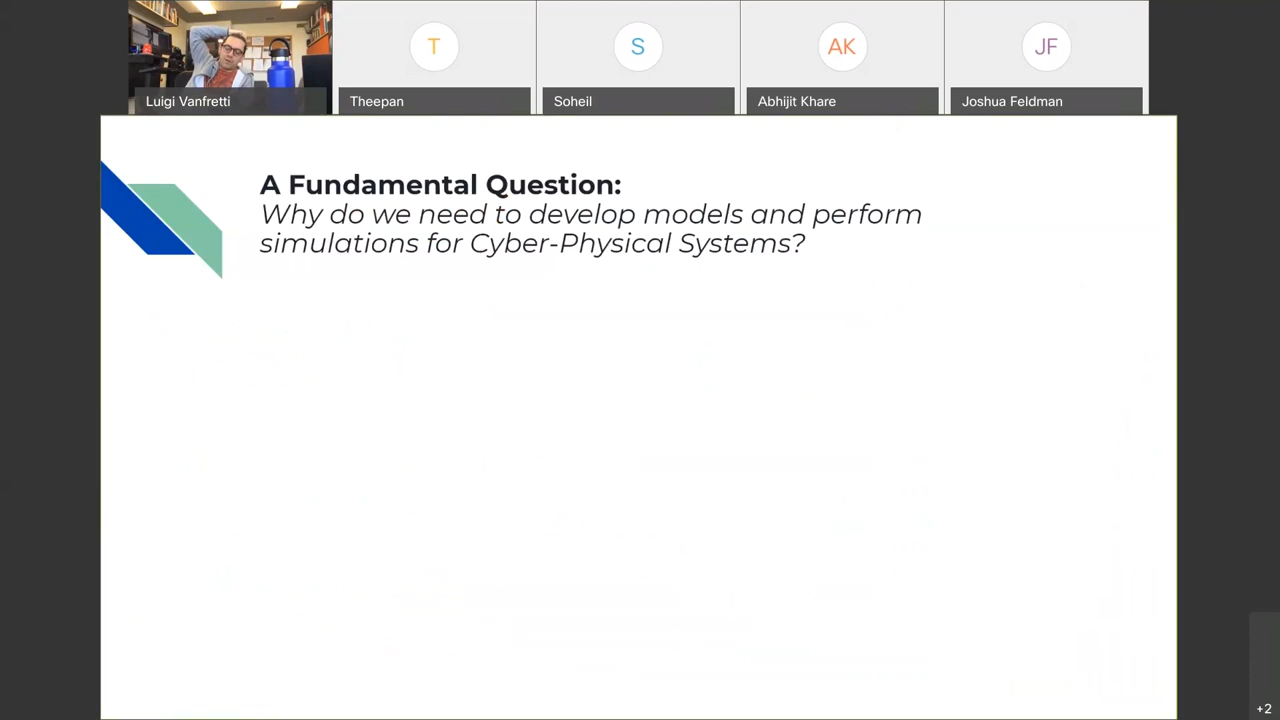 T
S
AK
JF
Luigi Vanfretti
Theepan
Soheil
Abhijit Khare
Joshua Feldman
A Fundamental Question:
Why do we need to develop models and perform
simulations for Cyber-Physical Systems?
+2